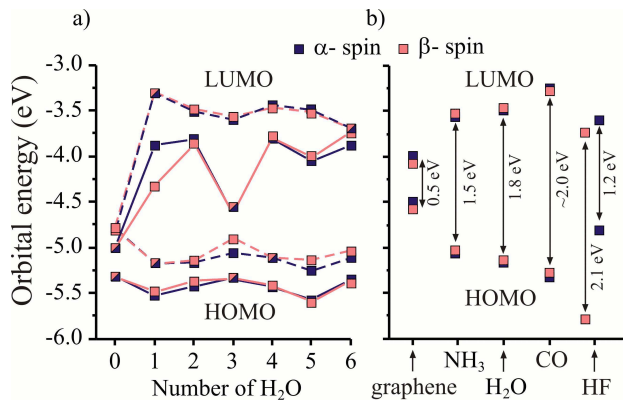 a)
b)
α- spin
β- spin
Orbital energy (eV)
-3.0
-3.5
-4.0
-4.5
-5.0
-5.5
-6.0
LUMO
HOMO
0 1 2 3 4 5 6
Number of H₂O
LUMO
0.5 eV
1.5 eV
1.8 eV
~2.0 eV
2.1 eV
1.2 eV
HOMO
NH₃
CO
graphene
H₂O
HF